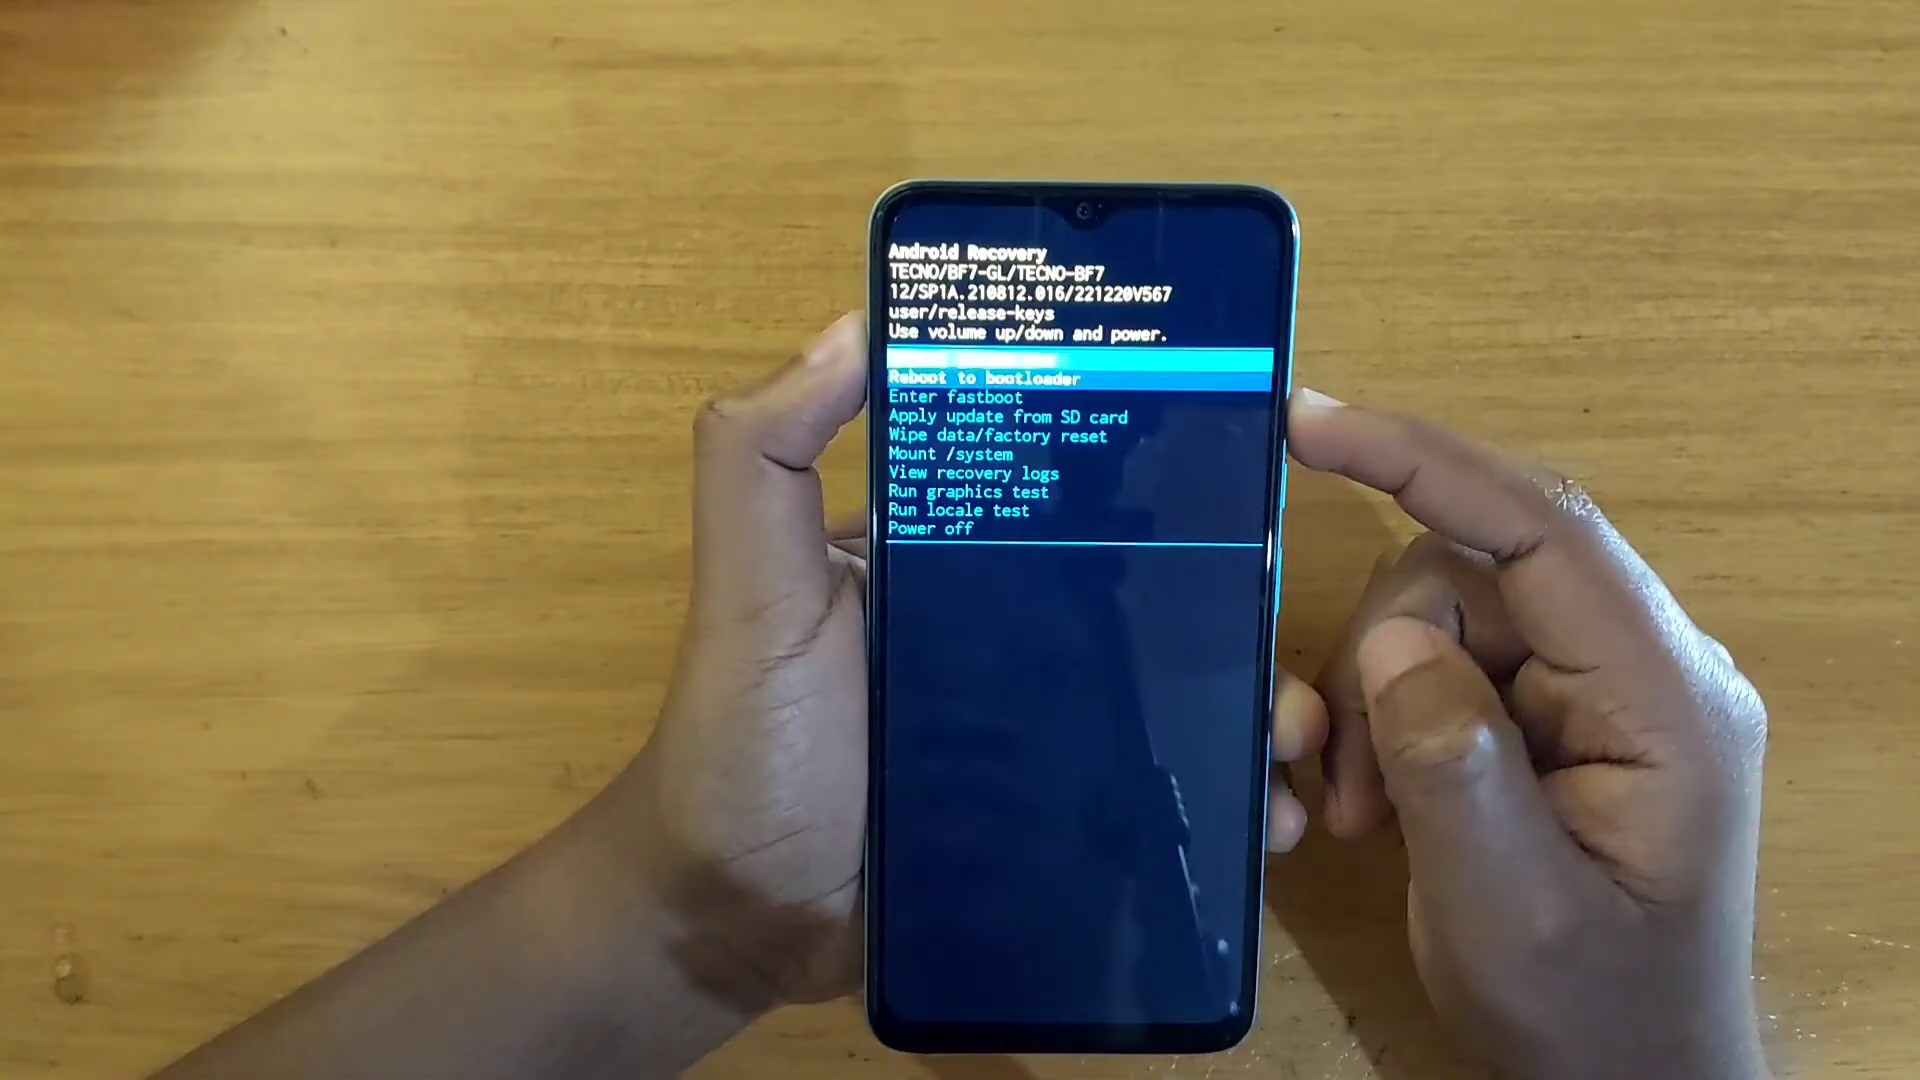 Android Recovery
TECNO/BF7-GL/TECNO-BF7
12/SP1A.210812.016/221220V567
user/release-keys
Use volume up/down and power.
Reboot to bootloader
Enter fastboot
Apply update from SD card
Wipe data/factory reset
Mount /system
View recovery logs
Run graphics test
Run locale test
Power off